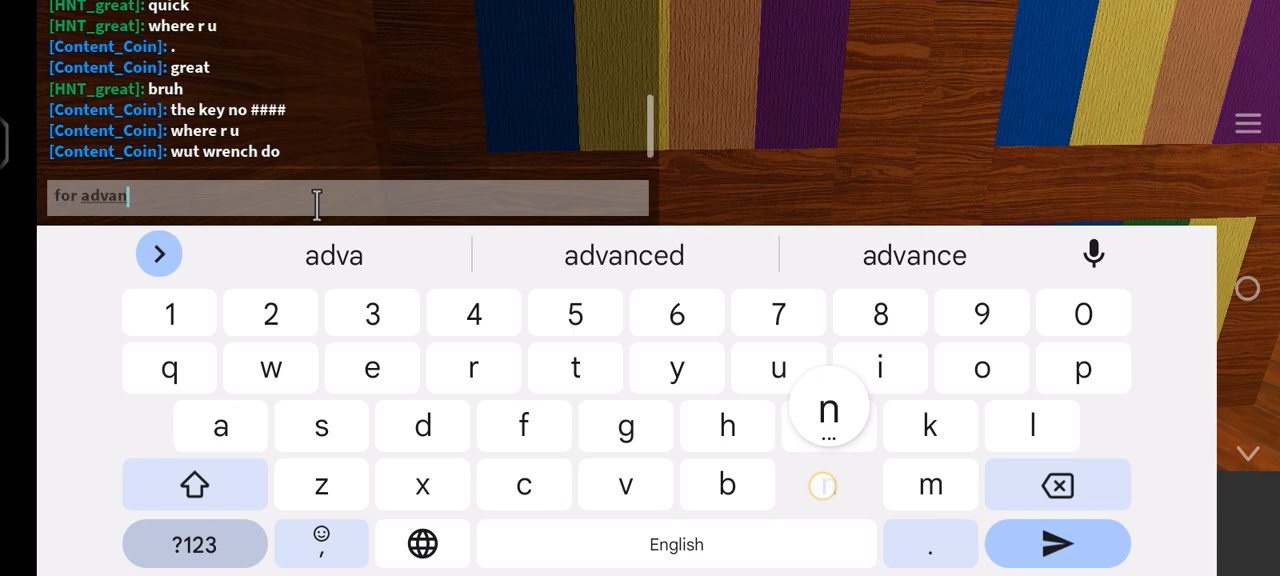 [HNT_great]: quick
[HNT_great]: where r u
[Content_Coin]: .
[Content_Coin]: great
[HNT_great]: bruh
[Content_Coin]: the key no ####
[Content_Coin]: where r u
[Content_Coin]: wut wrench do
for advan
adva advanced advance
1 2 3 4 5 6 7 8 9 0
q w e r t y u i o p
n
...
a s d f g h k l
z x c v b n m
?123 , English .